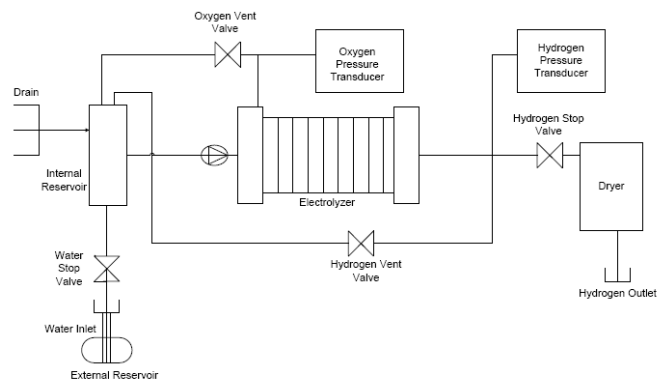 Oxygen Vent
Valve
Oxygen
Pressure
Transducer
Hydrogen
Pressure
Transducer
Drain
Hydrogen Stop
Valve
Internal
Reservoir
Electrolyzer
Dryer
Water
Stop
Valve
Hydrogen Vent
Valve
Hydrogen Outlet
Water Inlet
External Reservoir